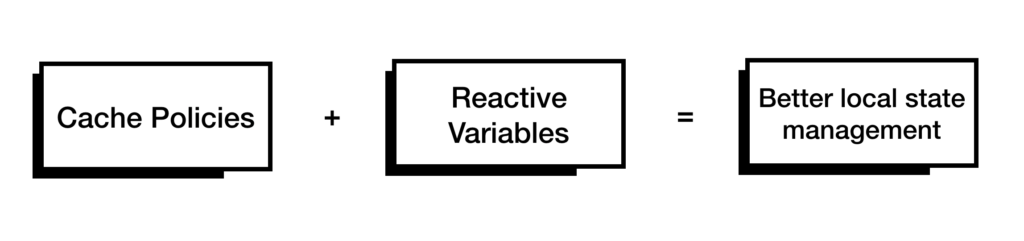 Cache Policies
+
Reactive
Variables
=
Better local state
management